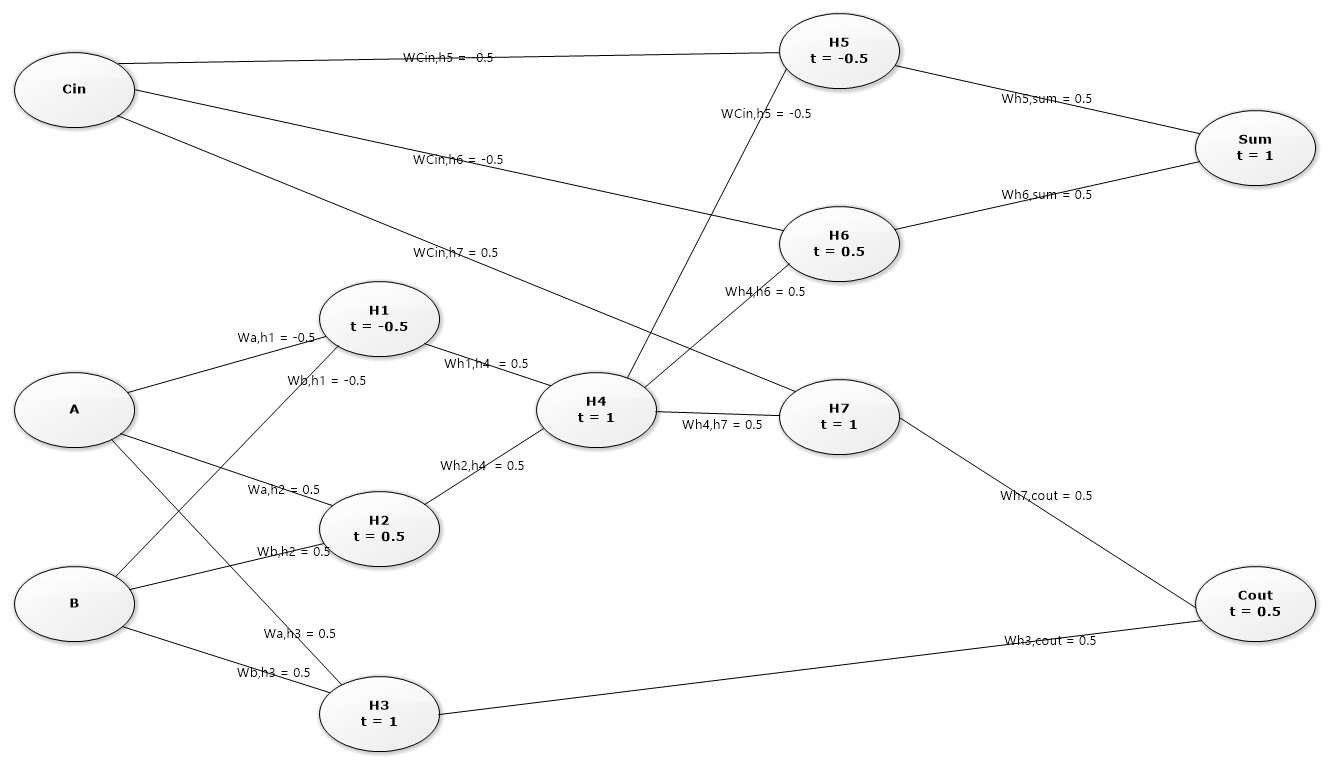 H5
t = -0.5
WCin,h5 = -0.5
Cin
Wh5,sum = 0.5
WCin,h5 = -0.5
Sum
t = 1
WCin,h6 = -0.5
Wh6,sum = 0.5
H6
t = 0.5
WCin,h7 = 0.5
Wh4,h6 = 0.5
H1
t = -0.5
Wa,h1 = -0.5
Wh1,h4 = 0.5
Wb,h1 = -0.5
A
H4
t = 1
H7
t = 1
Wh4,h7 = 0.5
Wh2,h4 = 0.5
Wa,h2 = 0.5
Wh7,cout = 0.5
H2
t = 0.5
Wb,h2 = 0.5
B
Cout
t = 0.5
Wa,h3 = 0.5
Wh3,cout = 0.5
Wb,h3 = 0.5
H3
t = 1